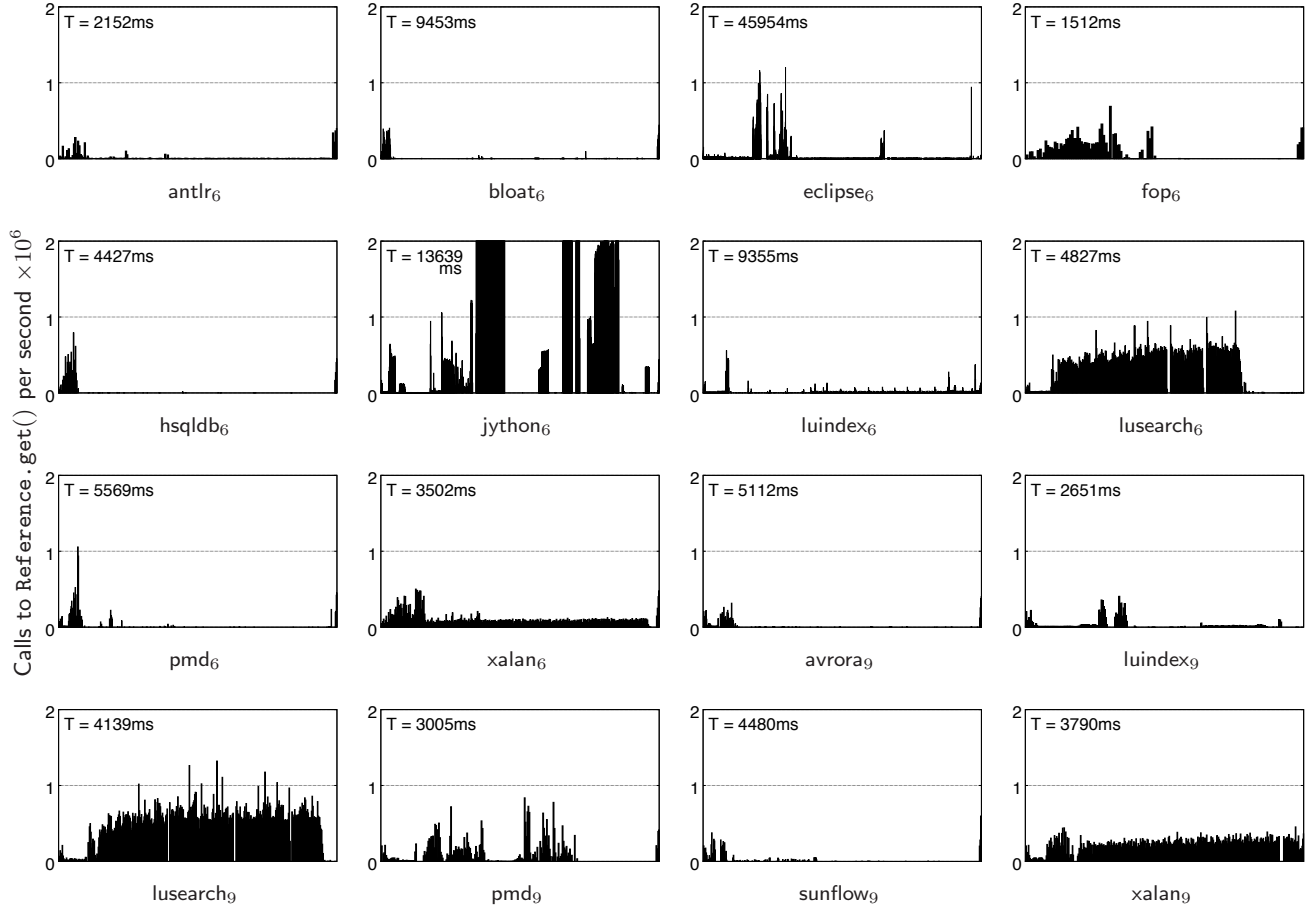 Calls to Reference.get() per second ×10⁶
2
1
0
T = 2152ms
antlr₆
2
1
0
T = 9453ms
bloat₆
2
1
0
T = 45954ms
eclipse₆
2
1
0
T = 1512ms
fop₆
2
1
0
T = 4427ms
hsqldb₆
2
1
0
T = 13639
ms
jython₆
2
1
0
T = 9355ms
luindex₆
2
1
0
T = 4827ms
lusearch₆
2
1
0
T = 5569ms
pmd₆
2
1
0
T = 3502ms
xalan₆
2
1
0
T = 5112ms
avrora₉
2
1
0
T = 2651ms
luindex₉
2
1
0
T = 4139ms
lusearch₉
2
1
0
T = 3005ms
pmd₉
2
1
0
T = 4480ms
sunflow₉
2
1
0
T = 3790ms
xalan₉